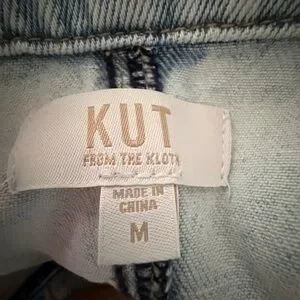 KUT
FROM THE KLOTH
MADE IN
CHINA
M